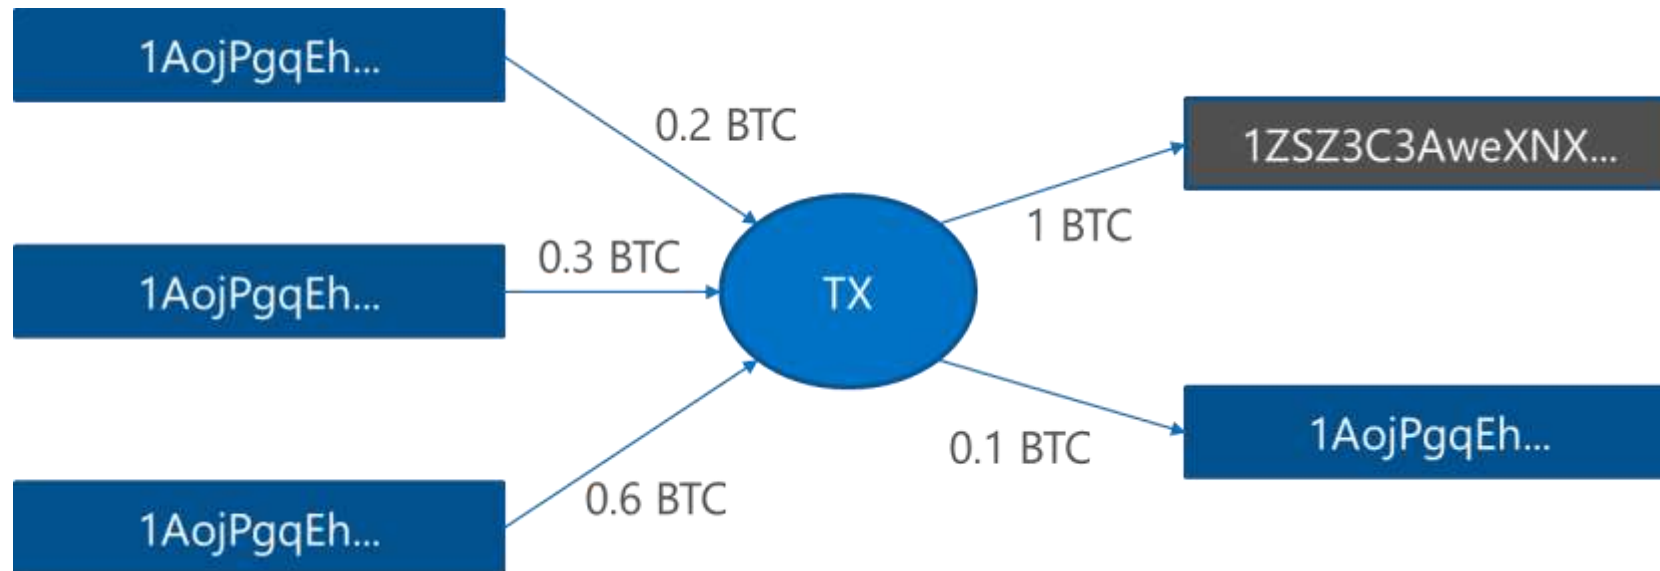 1AojPgqEh...
0.2 BTC
1ZSZ3C3AweXNX...
1 BTC
1AojPgqEh...
0.3 BTC
TX
1AojPgqEh...
0.1 BTC
0.6 BTC
1AojPgqEh...